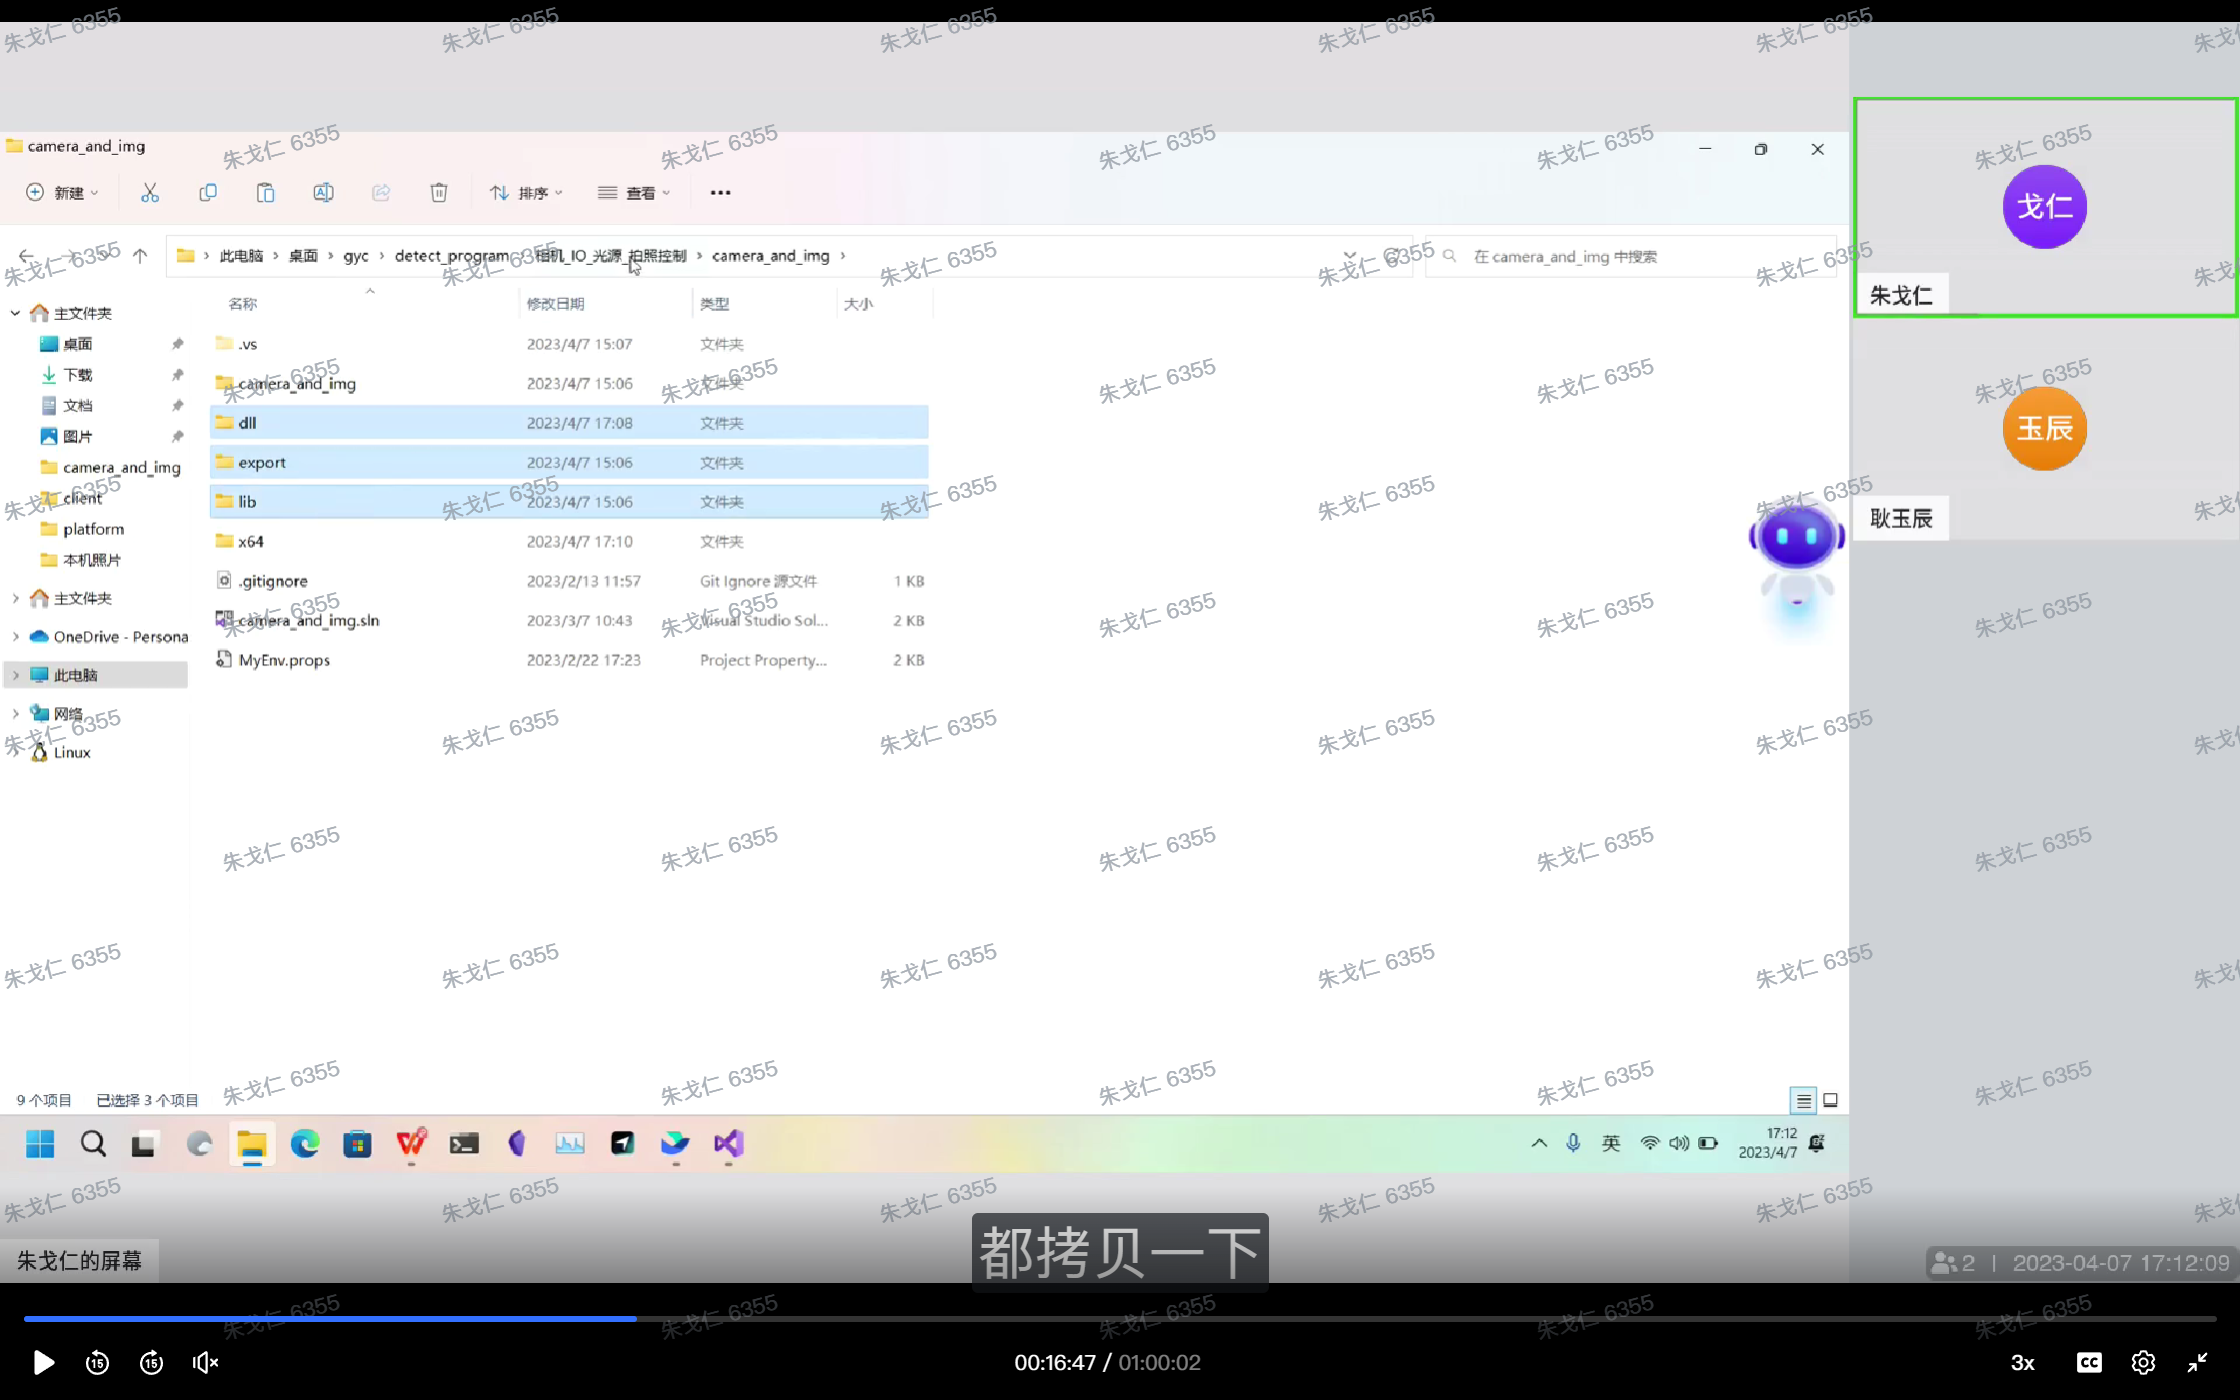 camera_and_img
新建
排序
查看
此电脑 › 桌面 › gyc › detect_program › 相机_IO_光源_拍照控制 › camera_and_img ›
在 camera_and_img 中搜索
名称 修改日期 类型 大小
主文件夹
桌面
下载
文档
图片
camera_and_img
client
platform
本机照片
主文件夹
OneDrive - Persona
此电脑
网络
Linux
.vs 2023/4/7 15:07 文件夹
camera_and_img 2023/4/7 15:06 文件夹
dll 2023/4/7 17:08 文件夹
export 2023/4/7 15:06 文件夹
lib 2023/4/7 15:06 文件夹
x64 2023/4/7 17:10 文件夹
.gitignore 2023/2/13 11:57 Git Ignore 源文件 1 KB
camera_and_img.sln 2023/3/7 10:43 Visual Studio Sol... 2 KB
MyEnv.props 2023/2/22 17:23 Project Property... 2 KB
9 个项目 已选择 3 个项目
英
17:12
2023/4/7
戈仁
朱戈仁
玉辰
耿玉辰
朱戈仁的屏幕
都拷贝一下
2 | 2023-04-07 17:12:09
15 15
00:16:47 / 01:00:02
3x
CC
朱戈仁 6355